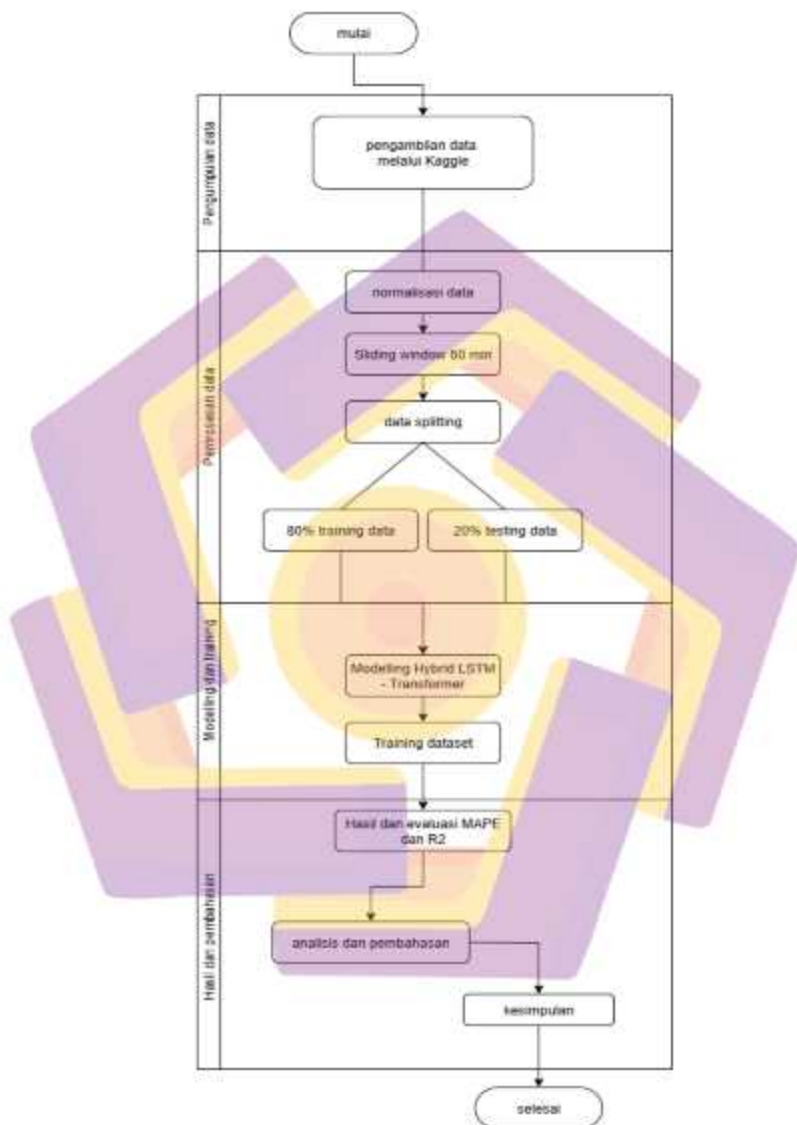 mulai
Pengumpulan data
pengambilan data
melalui Kaggle
Pemrosesan data
normalisasi data
Sliding window 60 min
data splitting
80% training data
20% testing data
Modelling dan training
Modelling Hybrid LSTM
- Transformer
Training dataset
Hasil dan pembahasan
Hasil dan evaluasi MAPE
dan R2
analisis dan pembahasan
kesimpulan
selesai